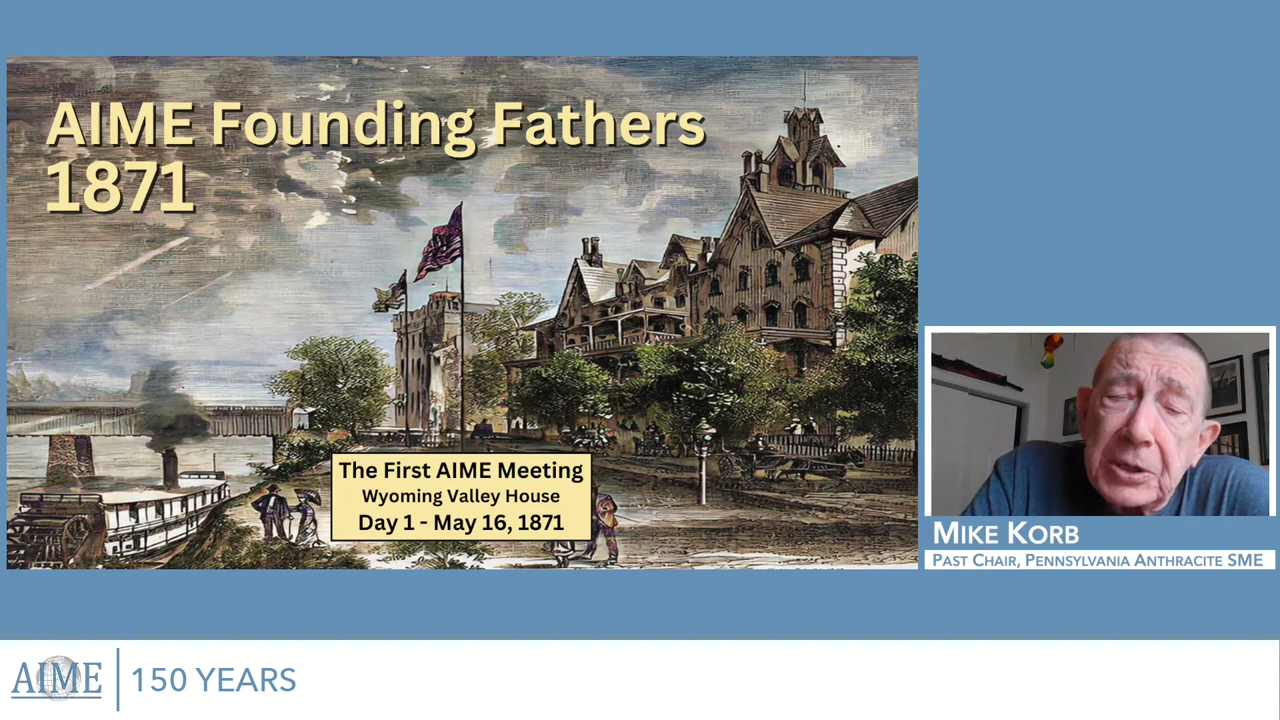 AIME Founding Fathers
1871
The First AIME Meeting
Wyoming Valley House
Day 1 - May 16, 1871
MIKE KORB
PAST CHAIR, PENNSYLVANIA ANTHRACITE SME
AIME
150 YEARS